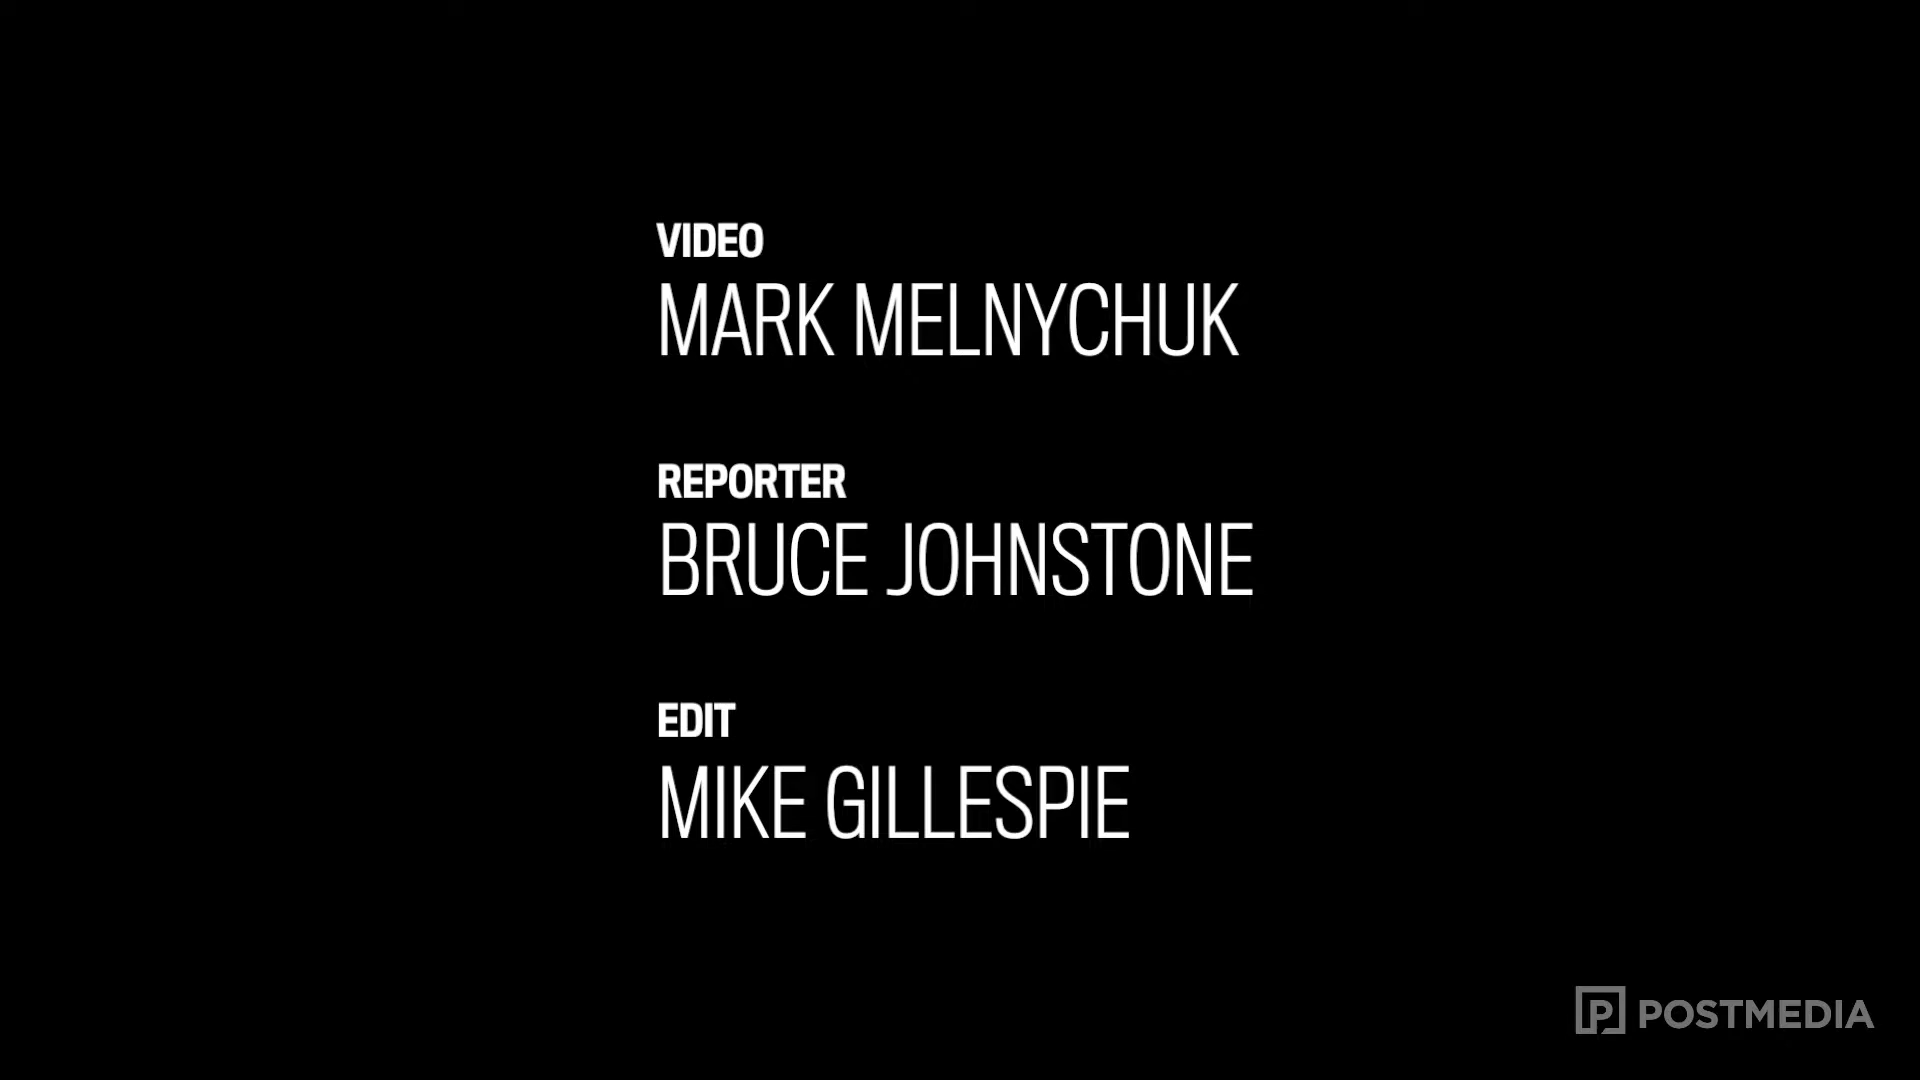 VIDEO
MARK MELNYCHUK
REPORTER
BRUCE JOHNSTONE
EDIT
MIKE GILLESPIE
P POSTMEDIA